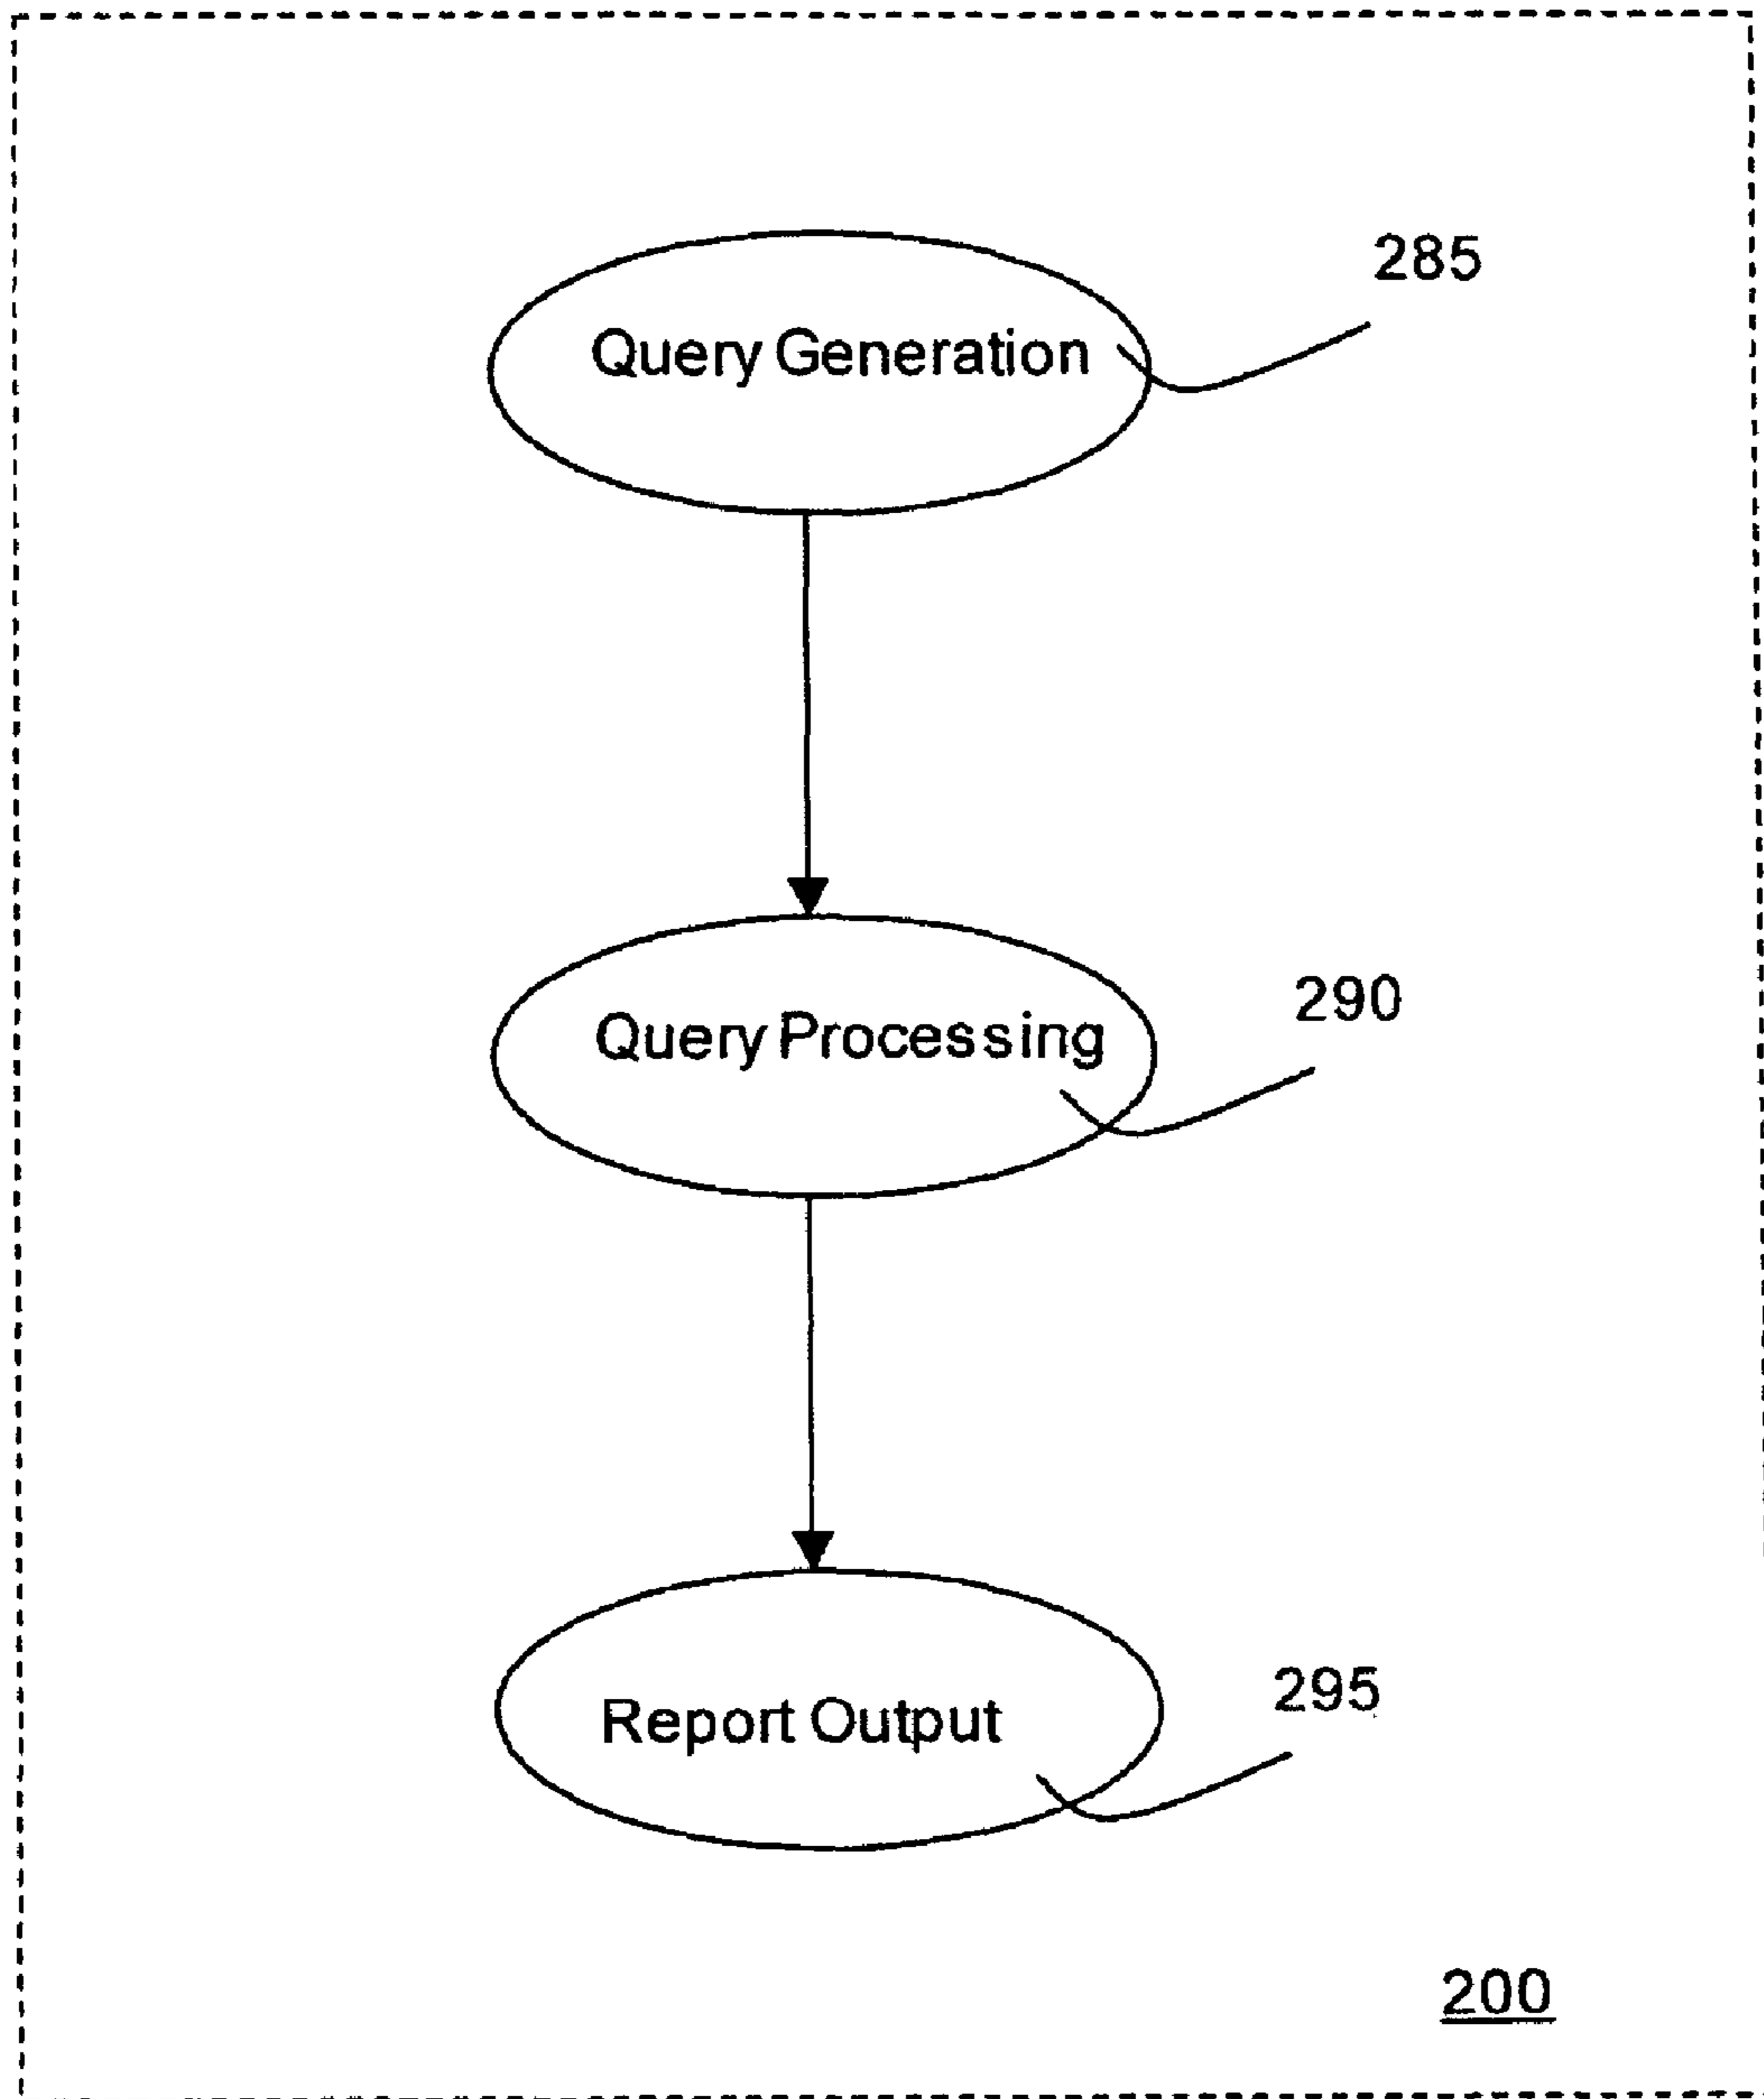 285
Query Generation
290
Query Processing
295
Report Output
200